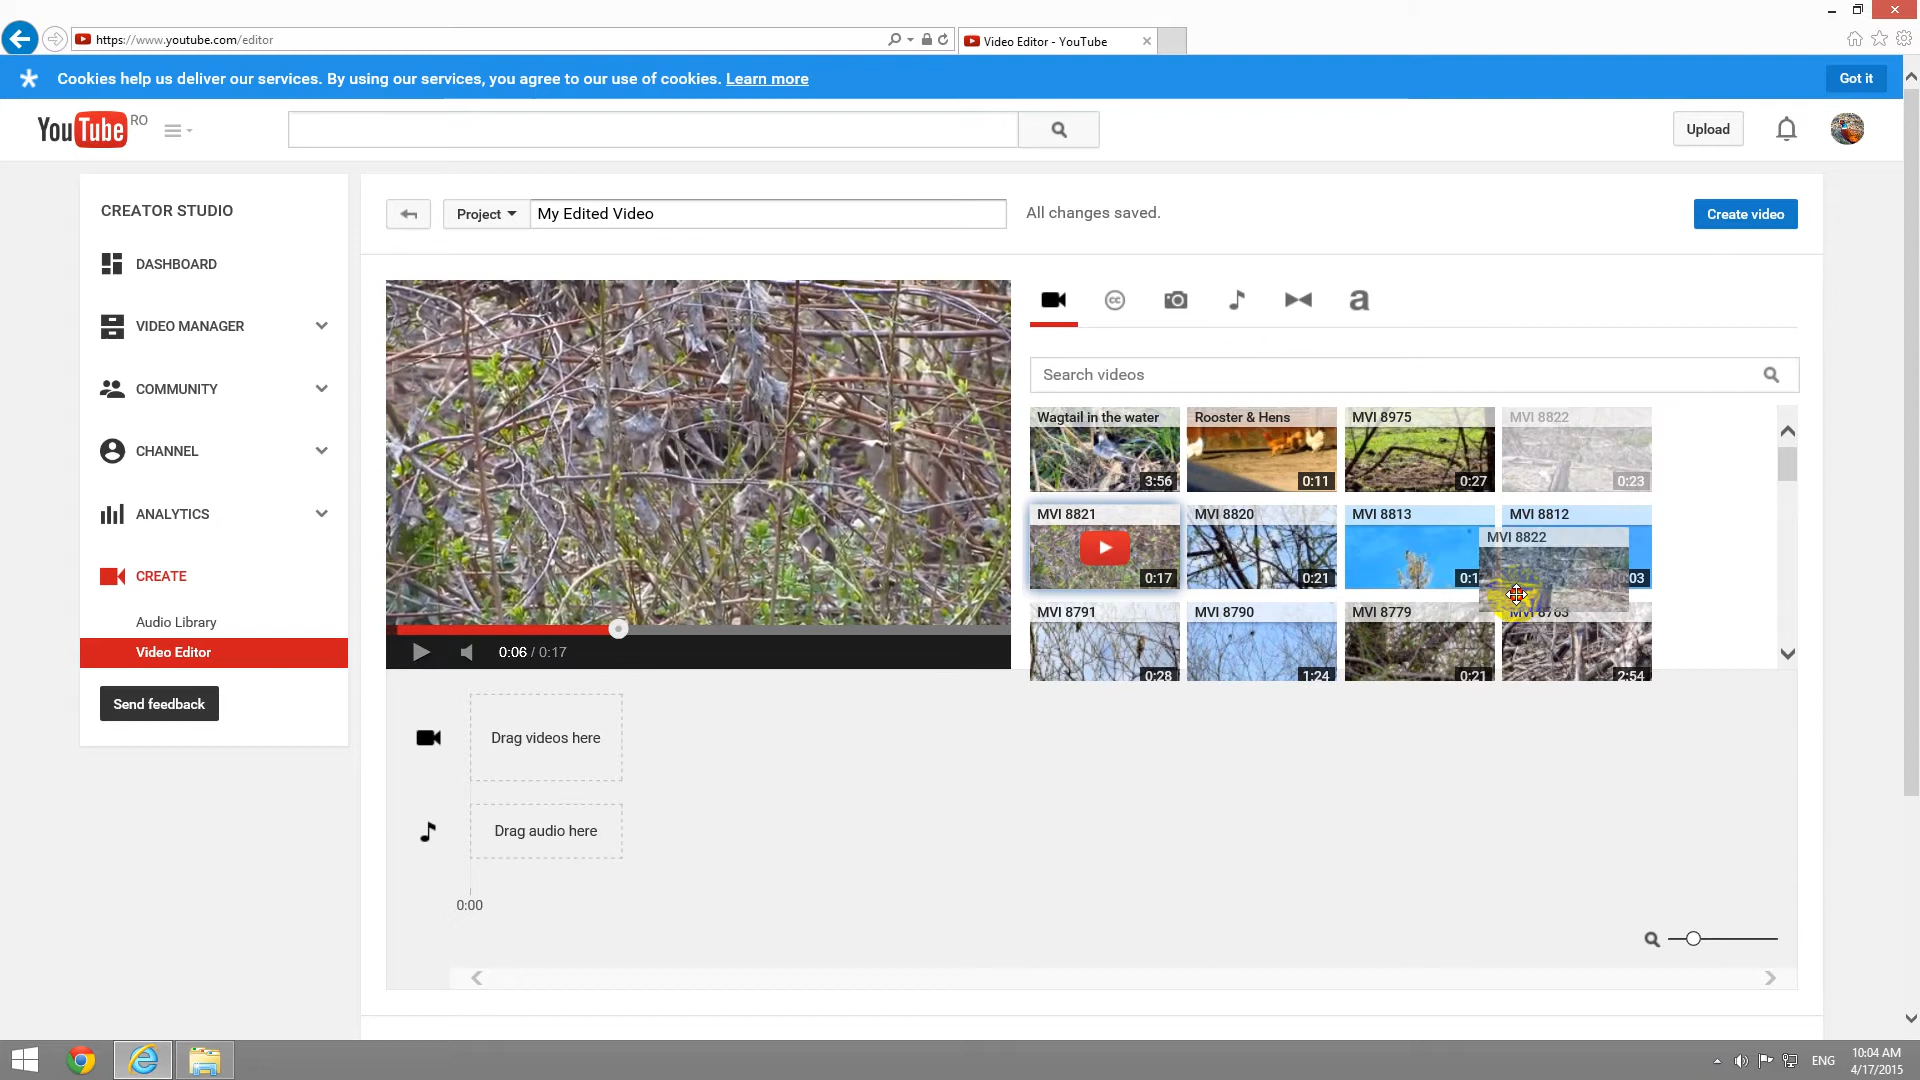 https://www.youtube.com/editor
Video Editor - YouTube
Cookies help us deliver our services. By using our services, you agree to our use of cookies. Learn more
Got it
YouTube RO
Upload
CREATOR STUDIO
DASHBOARD
VIDEO MANAGER
COMMUNITY
CHANNEL
ANALYTICS
CREATE
Audio Library
Video Editor
Send feedback
Project
My Edited Video
All changes saved.
Create video
0:06 / 0:17
cc
a
Search videos
Wagtail in the water
Rooster & Hens
MVI 8975
MVI 8822
3:56
0:11
0:27
0:23
MVI 8821
MVI 8820
MVI 8813
MVI 8812
MVI 8822
0:17
0:21
MVI 8791
MVI 8790
MVI 8779
MVI 8763
0:28
1:24
0:21
2:54
Drag videos here
Drag audio here
0:00
ENG
10:04 AM
4/17/2015